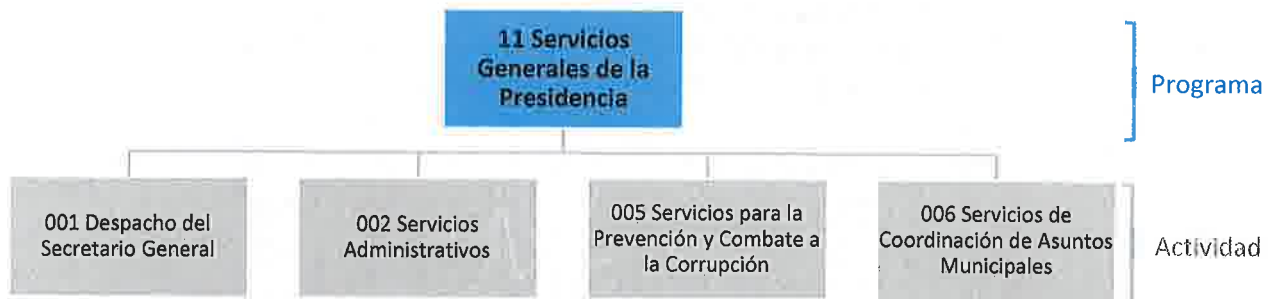 11 Servicios
Generales de la
Presidencia
Programa
001 Despacho del
Secretario General
002 Servicios
Administrativos
005 Servicios para la
Prevención y Combate a
la Corrupción
006 Servicios de
Coordinación de Asuntos
Municipales
Actividad